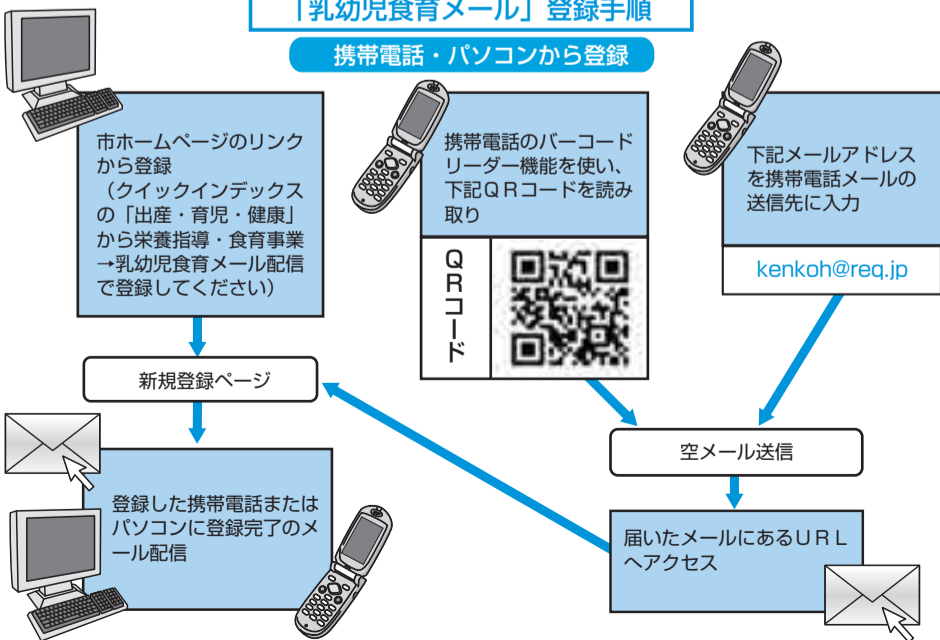 「乳幼児食育メール」登録手順
携帯電話・パソコンから登録
市ホームページのリンク
から登録
（クイックインデックス
の「出産・育児・健康」
から栄養指導・食育事業
→乳幼児食育メール配信
で登録してください）
携帯電話のバーコード
リーダー機能を使い、
下記ＱＲコードを読み
取り
ＱＲコード
下記メールアドレス
を携帯電話メールの
送信先に入力
kenkoh@req.jp
新規登録ページ
空メール送信
登録した携帯電話または
パソコンに登録完了のメ
ール配信
届いたメールにあるＵＲＬ
へアクセス